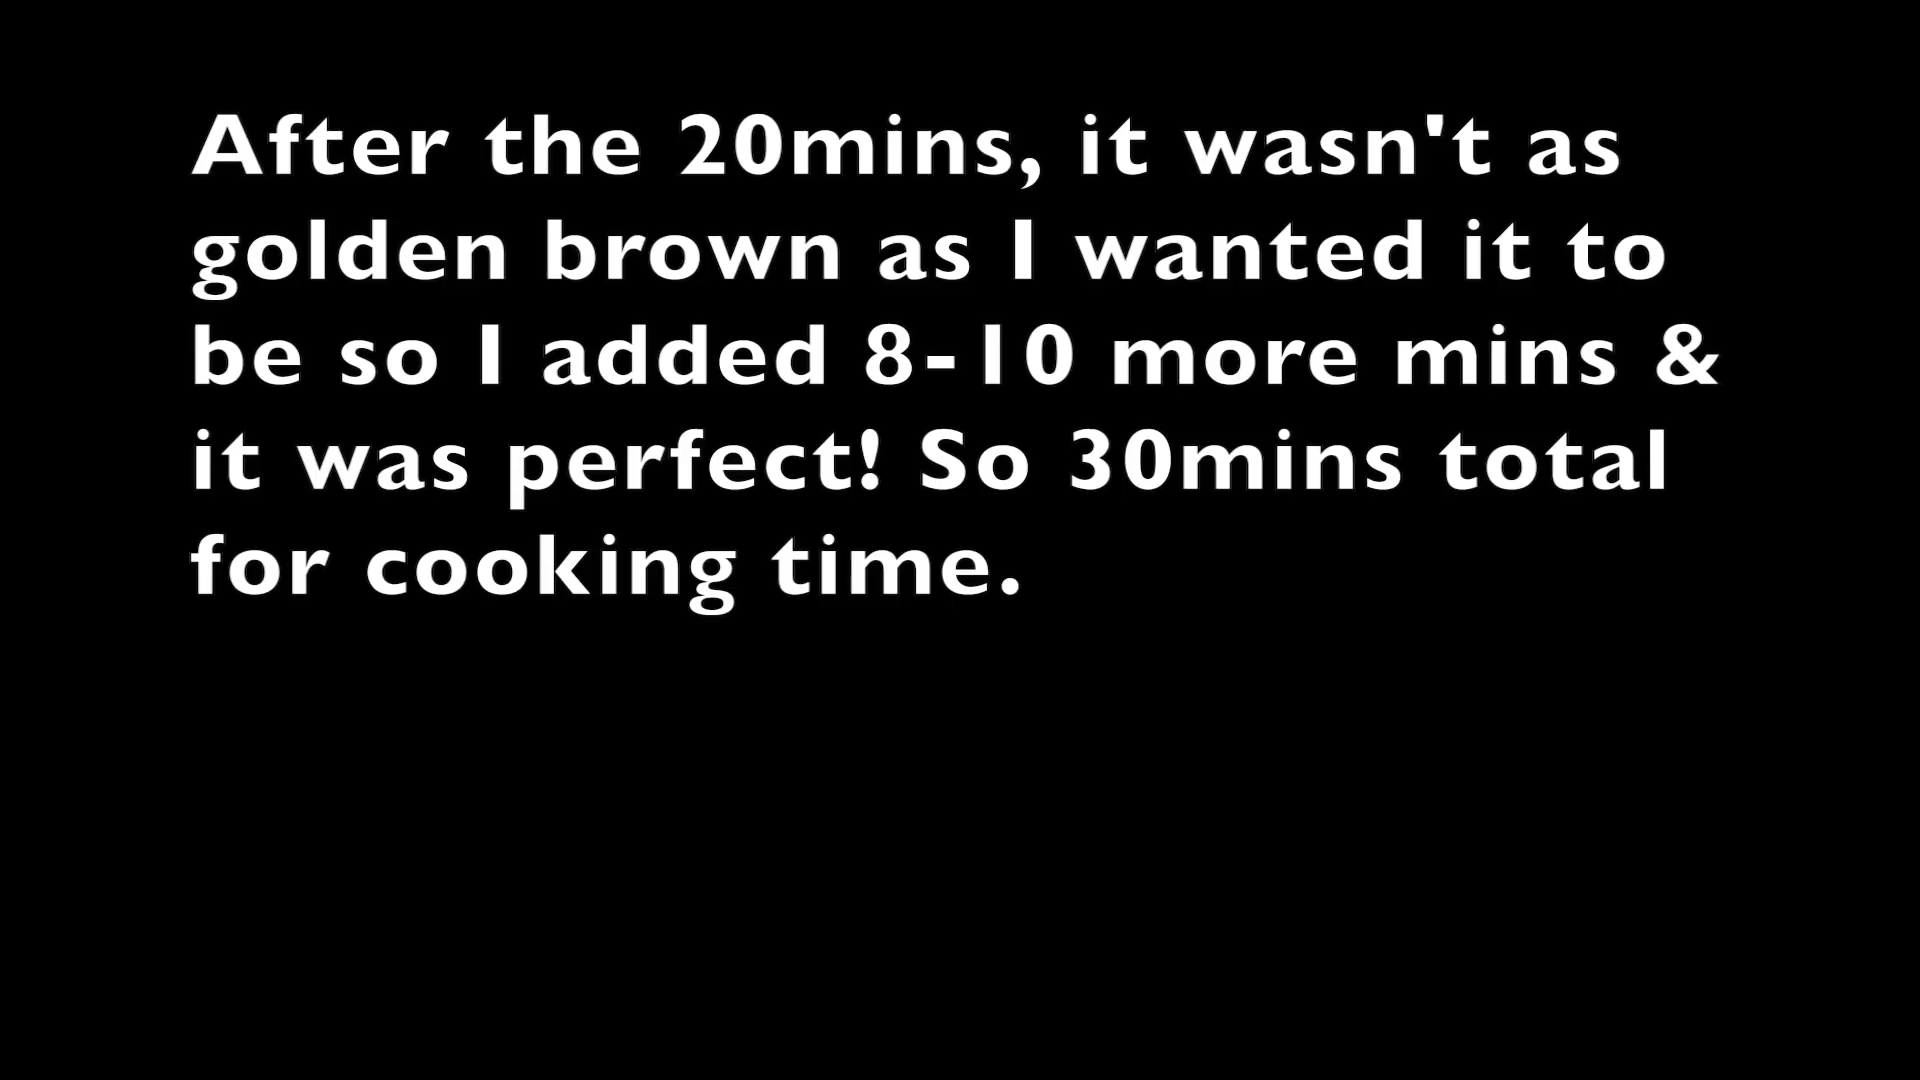 After the 20mins, it wasn't as
golden brown as I wanted it to
be so I added 8-10 more mins &
it was perfect! So 30mins total
for cooking time.